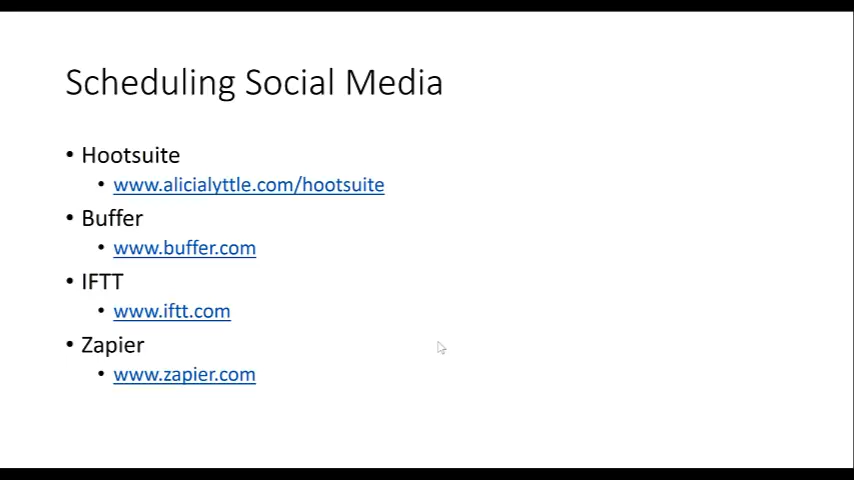 Scheduling Social Media
• Hootsuite
• www.alicialyttle.com/hootsuite
• Buffer
• www.buffer.com
• IFTT
• www.iftt.com
• Zapier
• www.zapier.com